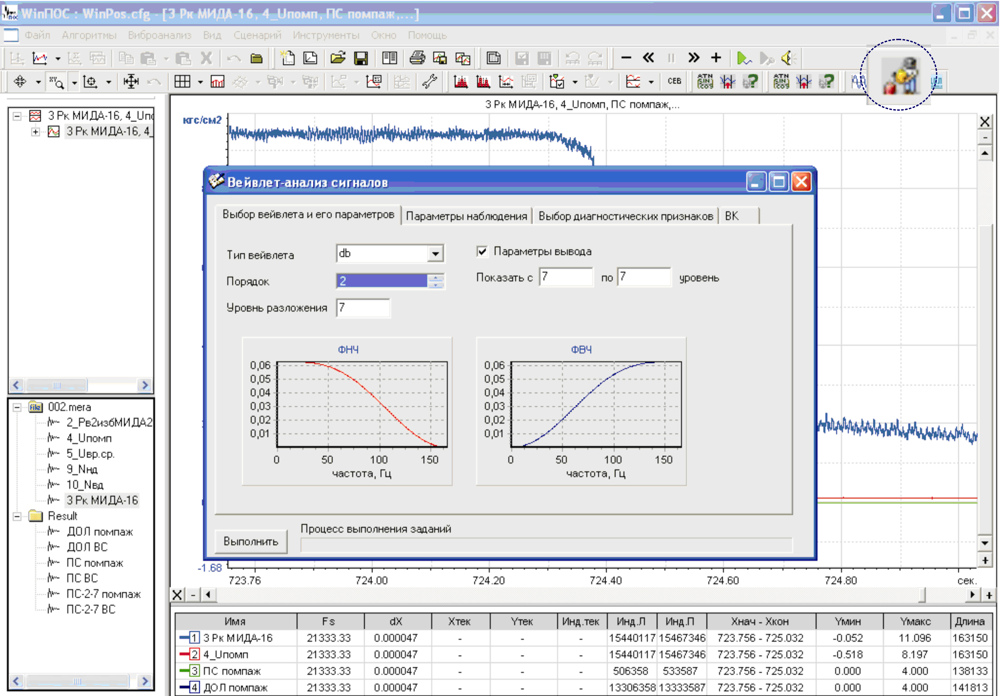 WinПОС : WinPos.cfg - [3 Рк МИДА-16, 4_Uпомп, ПС помпаж,...]
Файл Алгоритмы Виброанализ Вид Сценарий Инструменты Окно Помощь
СЕВ
3 Рк МИДА-16, 4_Uпо
3 Рк МИДА-16, 4_
002.mera
2_Рв2избМИДА2
4_Uпомп
5_Uвр.ср.
9_Nнд
10_Nвд
3 Рк МИДА-16
Result
ДОЛ помпаж
ДОЛ ВС
ПС помпаж
ПС ВС
ПС-2-7 помпаж
ПС-2-7 ВС
3 Рк МИДА-16, 4_Uпомп, ПС помпаж,...
кгс/см2
Вейвлет-анализ сигналов
Выбор вейвлета и его параметров Параметры наблюдения Выбор диагностических признаков ВК
Тип вейвлета db
Порядок 2
Уровнь разложения 7
Параметры вывода
Показать с 7 по 7 уровень
ФНЧ
0,06
0,05
0,04
0,03
0,02
0,01
0 50 100 150
частота, Гц
ФВЧ
0,06
0,05
0,04
0,03
0,02
0,01
0 50 100 150
частота, Гц
Выполнить
Процесс выполнения заданий
-1.68
723.76 724.00 724.20 724.40 724.60 724.80 сек.
Имя Fs dX Xтек Yтек Инд.тек Инд.Л Инд.П Xнач - Xкон Yмин Yмакс Длина
1 3 Рк МИДА-16 21333.33 0.000047 - - - 15440117 15467346 723.756 - 725.032 -0.052 11.096 163150
2 4_Uпомп 21333.33 0.000047 - - - 15440117 15467346 723.756 - 725.032 -0.518 8.197 163150
3 ПС помпаж 21333.33 0.000047 - - - 506358 533587 723.756 - 725.032 0.000 4.000 138133
4 ДОЛ помпаж 21333.33 0.000047 - - - 13306358 13333587 723.756 - 725.032 0.000 4.000 141813